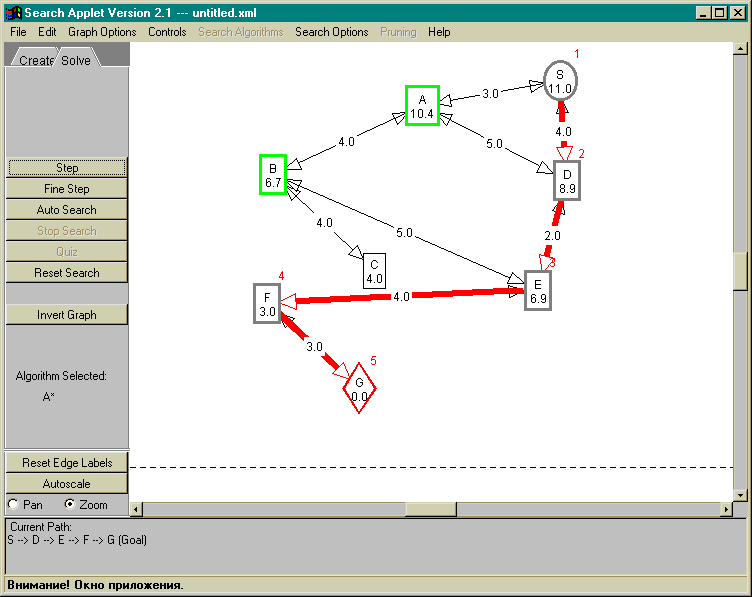 Search Applet Version 2.1 --- untitled.xml
File Edit Graph Options Controls Search Algorithms Search Options Pruning Help
Create Solve
Step
Fine Step
Auto Search
Stop Search
Quiz
Reset Search
Invert Graph
Algorithm Selected:
A*
Reset Edge Labels
Autoscale
Pan Zoom
1
S
11.0
3.0
A
10.4
4.0
4.0
5.0
2
D
8.9
B
6.7
4.0
5.0
2.0
C
4.0
3
E
6.9
4
F
3.0
4.0
3.0
5
G
0.0
Current Path:
S --> D --> E --> F --> G (Goal)
Внимание! Окно приложения.